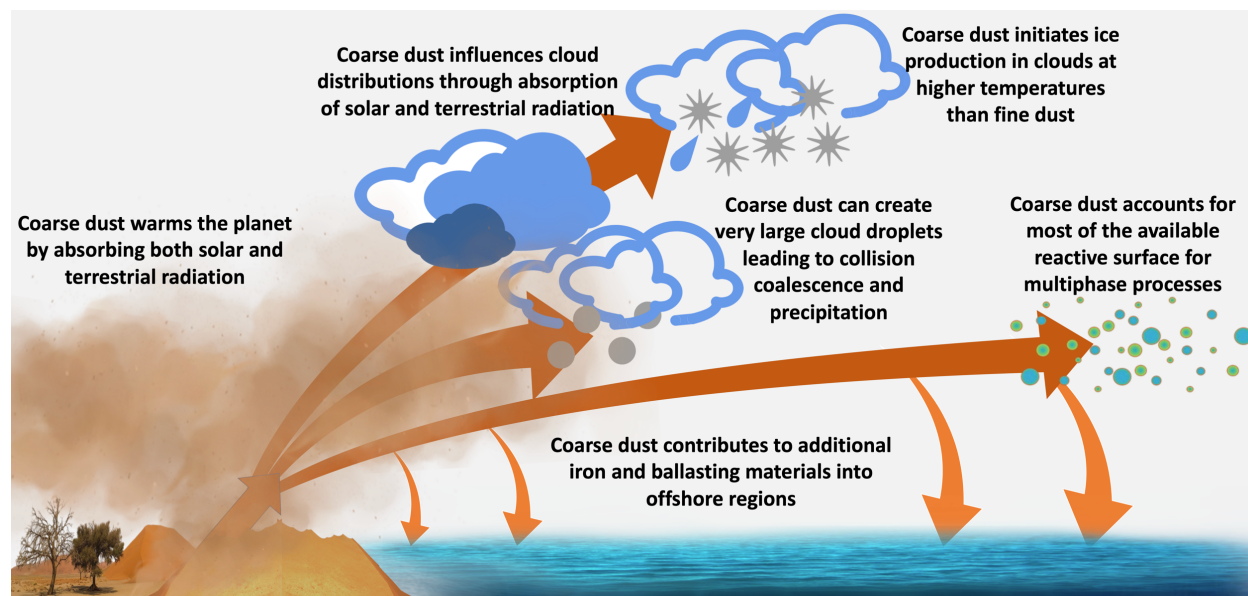 Coarse dust influences cloud
distributions through absorption
of solar and terrestrial radiation
Coarse dust initiates ice
production in clouds at
higher temperatures
than fine dust
Coarse dust warms the planet
by absorbing both solar and
terrestrial radiation
Coarse dust can create
very large cloud droplets
leading to collision
coalescence and
precipitation
Coarse dust accounts for
most of the available
reactive surface for
multiphase processes
Coarse dust contributes to additional
iron and ballasting materials into
offshore regions